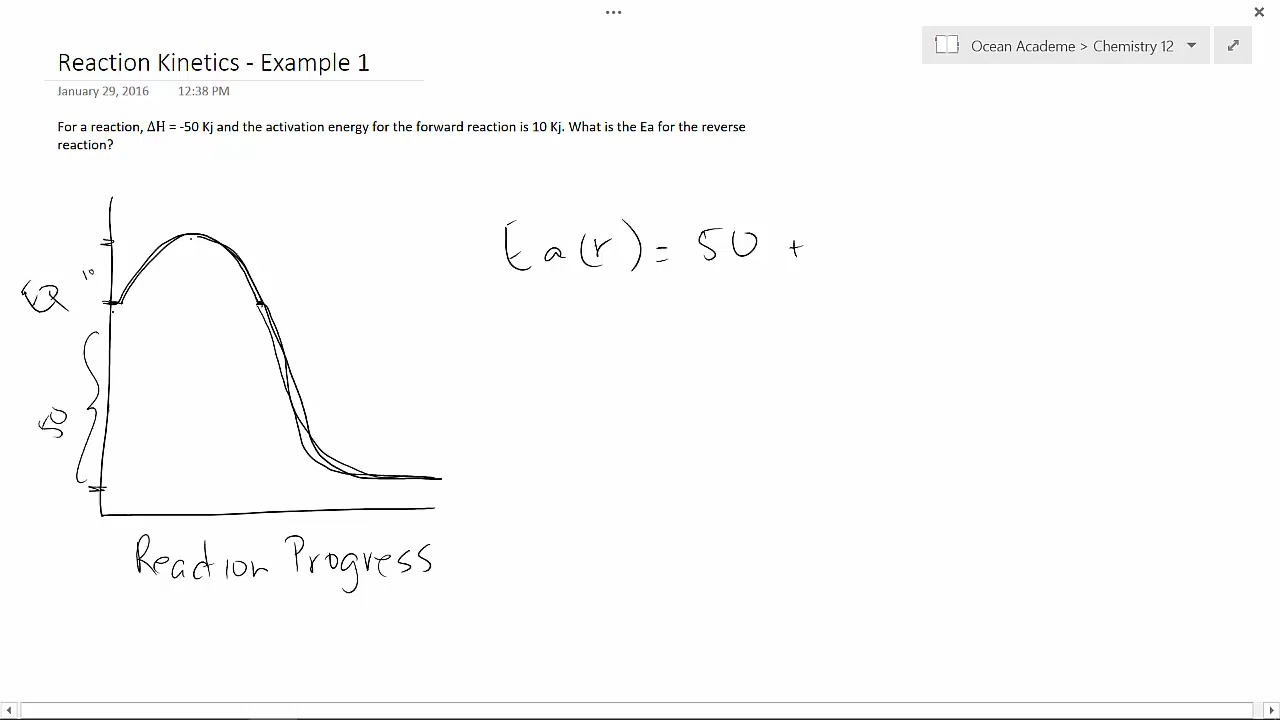 Ocean Academe > Chemistry 12
Reaction Kinetics - Example 1
January 29, 2016 12:38 PM
For a reaction, ΔH = -50 Kj and the activation energy for the forward reaction is 10 Kj. What is the Ea for the reverse
reaction?
Ea(r) = 50 +
10
50
Reaction Progress